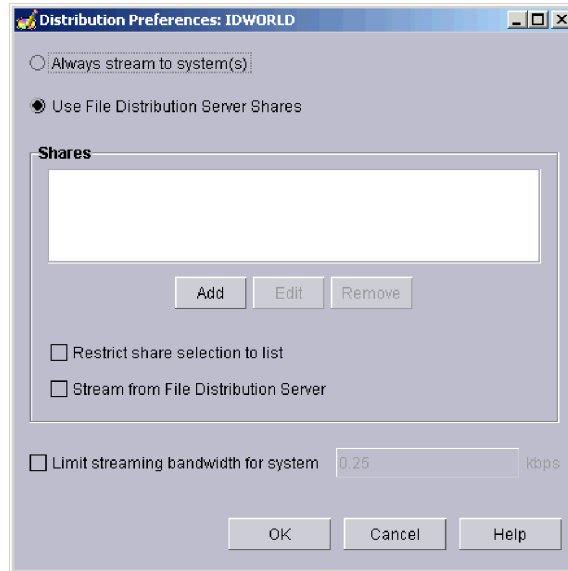 Distribution Preferences: IDWORLD
Always stream to system(s)
Use File Distribution Server Shares
Shares
Add Edit Remove
Restrict share selection to list
Stream from File Distribution Server
Limit streaming bandwidth for system 0.25 kbps
OK Cancel Help